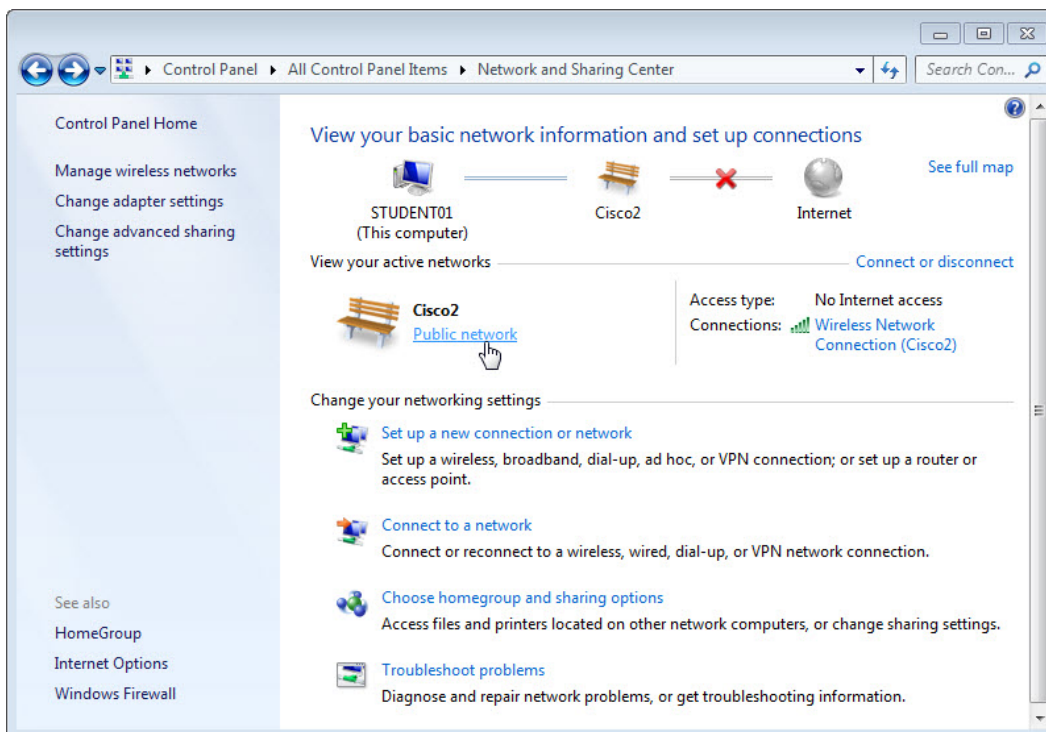 Control Panel
All Control Panel Items
Network and Sharing Center
Search Con...
Control Panel Home
Manage wireless networks
Change adapter settings
Change advanced sharing
settings
View your basic network information and set up connections
See full map
STUDENT01
(This computer)
Cisco2
Internet
View your active networks
Connect or disconnect
Cisco2
Public network
Access type: No Internet access
Connections: Wireless Network
Connection (Cisco2)
Change your networking settings
Set up a new connection or network
Set up a wireless, broadband, dial-up, ad hoc, or VPN connection; or set up a router or
access point.
Connect to a network
Connect or reconnect to a wireless, wired, dial-up, or VPN network connection.
Choose homegroup and sharing options
Access files and printers located on other network computers, or change sharing settings.
Troubleshoot problems
Diagnose and repair network problems, or get troubleshooting information.
See also
HomeGroup
Internet Options
Windows Firewall